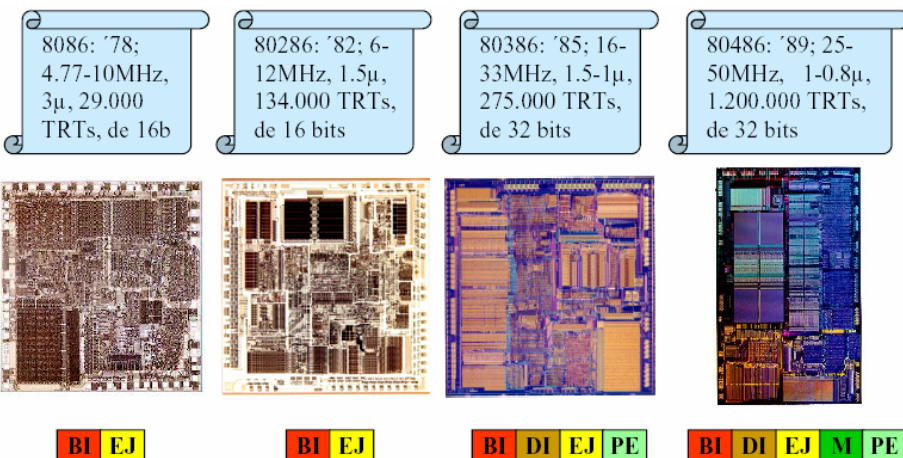 8086: ´78;
4.77-10MHz,
3µ, 29.000
TRTs, de 16b
80286: ´82; 6-
12MHz, 1.5µ,
134.000 TRTs,
de 16 bits
80386: ´85; 16-
33MHz, 1.5-1µ,
275.000 TRTs,
de 32 bits
80486: ´89; 25-
50MHz, 1-0.8µ,
1.200.000 TRTs,
de 32 bits
BI EJ
BI EJ
BI DI EJ PE
BI DI EJ M PE